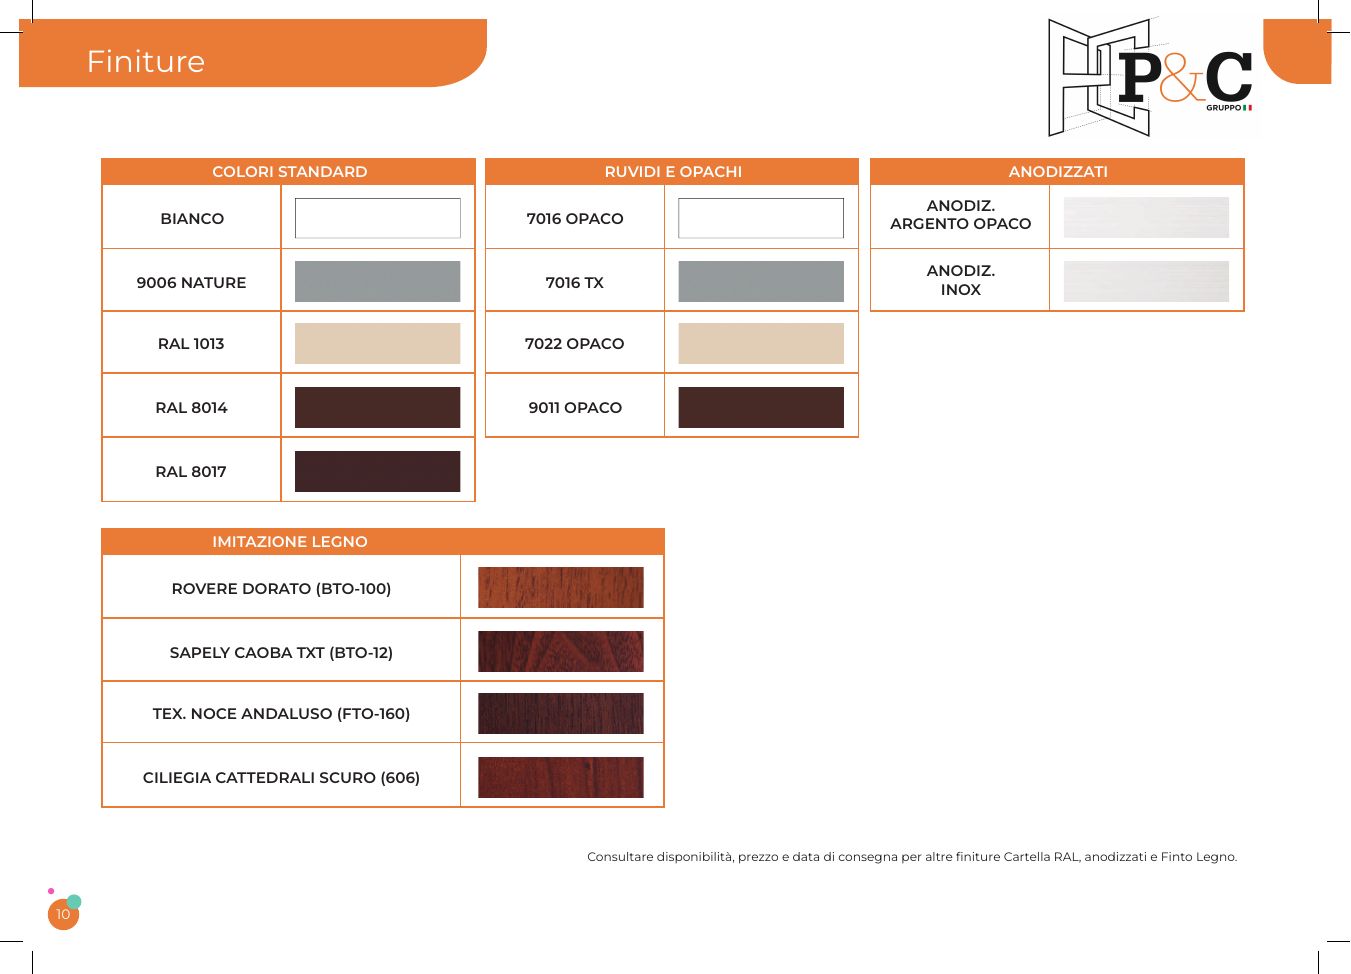 Finiture
P&C
GRUPPO
COLORI STANDARD
BIANCO
9006 NATURE
RAL 1013
RAL 8014
RAL 8017
RUVIDI E OPACHI
7016 OPACO
7016 TX
7022 OPACO
9011 OPACO
ANODIZZATI
ANODIZ.
ARGENTO OPACO
ANODIZ.
INOX
IMITAZIONE LEGNO
ROVERE DORATO (BTO-100)
SAPELY CAOBA TXT (BTO-12)
TEX. NOCE ANDALUSO (FTO-160)
CILIEGIA CATTEDRALI SCURO (606)
Consultare disponibilità, prezzo e data di consegna per altre finiture Cartella RAL, anodizzati e Finto Legno.
10